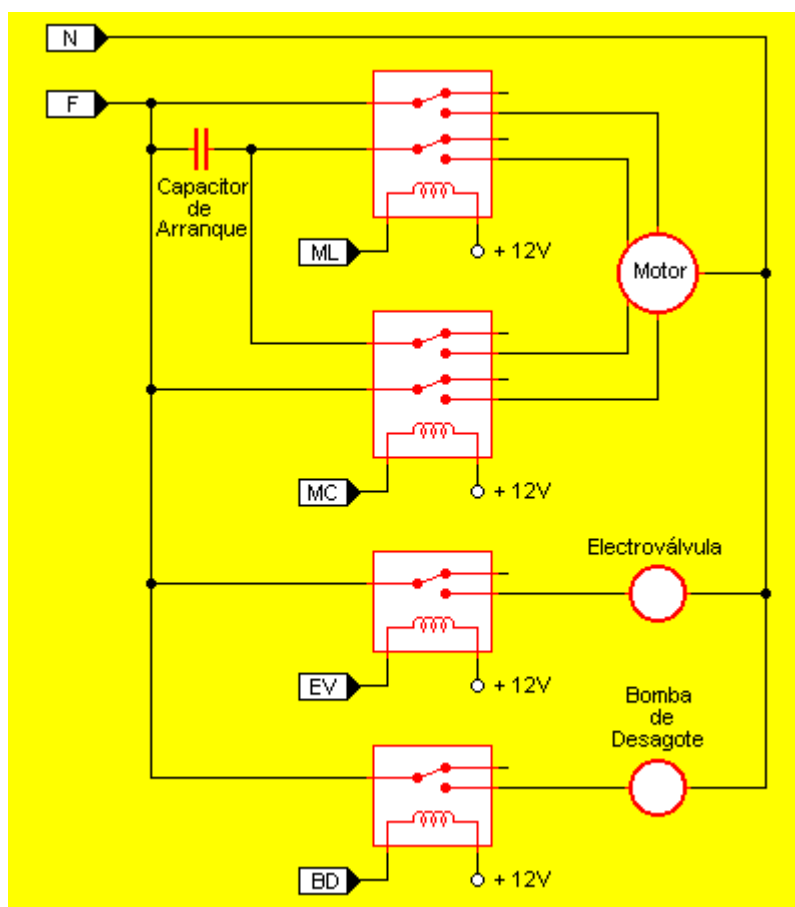 N
F
Capacitor
de
Arranque
ML
+ 12V
Motor
MC
+ 12V
Electroválvula
EV
+ 12V
Bomba
de
Desagote
BD
+ 12V